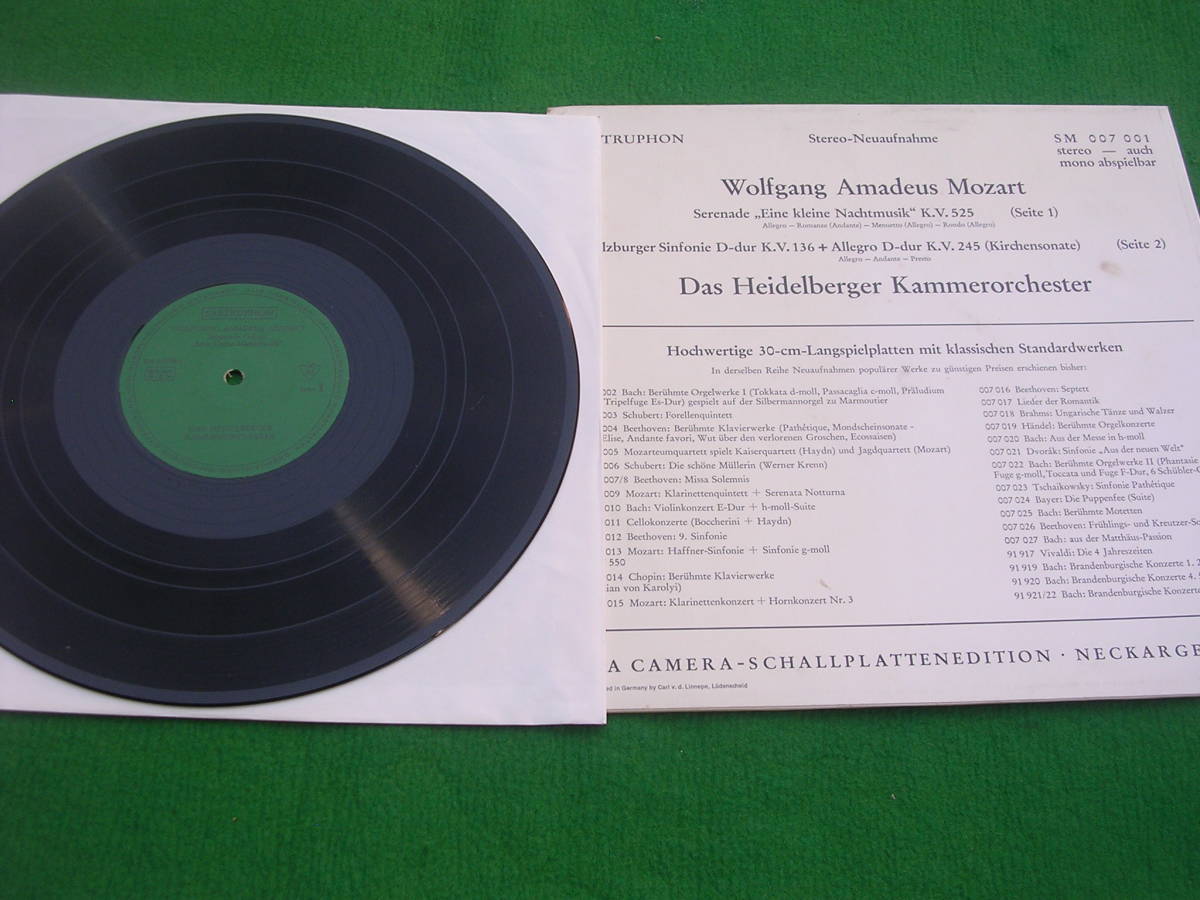 DAS HEIDELBERGER
KAMMERORCHESTER
TRUPHON Stereo-Neuaufnahme SM 007 001
stereo — auch
mono abspielbar
Wolfgang Amadeus Mozart
Serenade „Eine kleine Nachtmusik“ K.V. 525 (Seite 1)
Allegro – Romanze (Andante) – Menuetto (Allegro) – Rondo (Allegro)
lzburger Sinfonie D-dur K.V. 136 + Allegro D-dur K.V. 245 (Kirchensonate) (Seite 2)
Allegro – Andante – Presto
Das Heidelberger Kammerorchester
Hochwertige 30-cm-Langspielplatten mit klassischen Standardwerken
In derselben Reihe Neuaufnahmen populärer Werke zu günstigen Preisen erschienen bisher:
002 Bach: Berühmte Orgelwerke I (Tokkata d-moll, Passacaglia c-moll, Präludium
Tripelfuge Es-Dur) gespielt auf der Silbermannorgel zu Marmoutier
003 Schubert: Forellenquintett
004 Beethoven: Berühmte Klavierwerke (Pathétique, Mondscheinsonate -
Elise, Andante favori, Wut über den verlorenen Groschen, Ecossaisen)
005 Mozarteumquartett spielt Kaiserquartett (Haydn) und Jagdquartett (Mozart)
006 Schubert: Die schöne Müllerin (Werner Krenn)
007/8 Beethoven: Missa Solemnis
009 Mozart: Klarinettenquintett + Serenata Notturna
010 Bach: Violinkonzert E-Dur + h-moll-Suite
011 Cellokonzerte (Boccherini + Haydn)
012 Beethoven: 9. Sinfonie
013 Mozart: Haffner-Sinfonie + Sinfonie g-moll
550
014 Chopin: Berühmte Klavierwerke
ian von Karolyi)
015 Mozart: Klarinettenkonzert + Hornkonzert Nr. 3
007 016 Beethoven: Septett
007 017 Lieder der Romantik
007 018 Brahms: Ungarische Tänze und Walzer
007 019 Händel: Berühmte Orgelkonzerte
007 020 Bach: Aus der Messe in h-moll
007 021 Dvorák: Sinfonie „Aus der neuen Welt“
007 022 Bach: Berühmte Orgelwerke II (Phantasie
Fuge g-moll, Toccata und Fuge F-Dur, 6 Schübler-C
007 023 Tschaikowsky: Sinfonie Pathétique
007 024 Bayer: Die Puppenfee (Suite)
007 025 Bach: Berühmte Motetten
007 026 Beethoven: Frühlings- und Kreutzer-So
007 027 Bach: aus der Matthäus-Passion
91 917 Vivaldi: Die 4 Jahreszeiten
91 919 Bach: Brandenburgische Konzerte 1, 2
91 920 Bach: Brandenburgische Konzerte 4,
91 921/22 Bach: Brandenburgische Konzerte
A CAMERA-SCHALLPLATTENEDITION · NECKARGE
ed in Germany by Carl v. d. Linnepe, Lüdenscheid